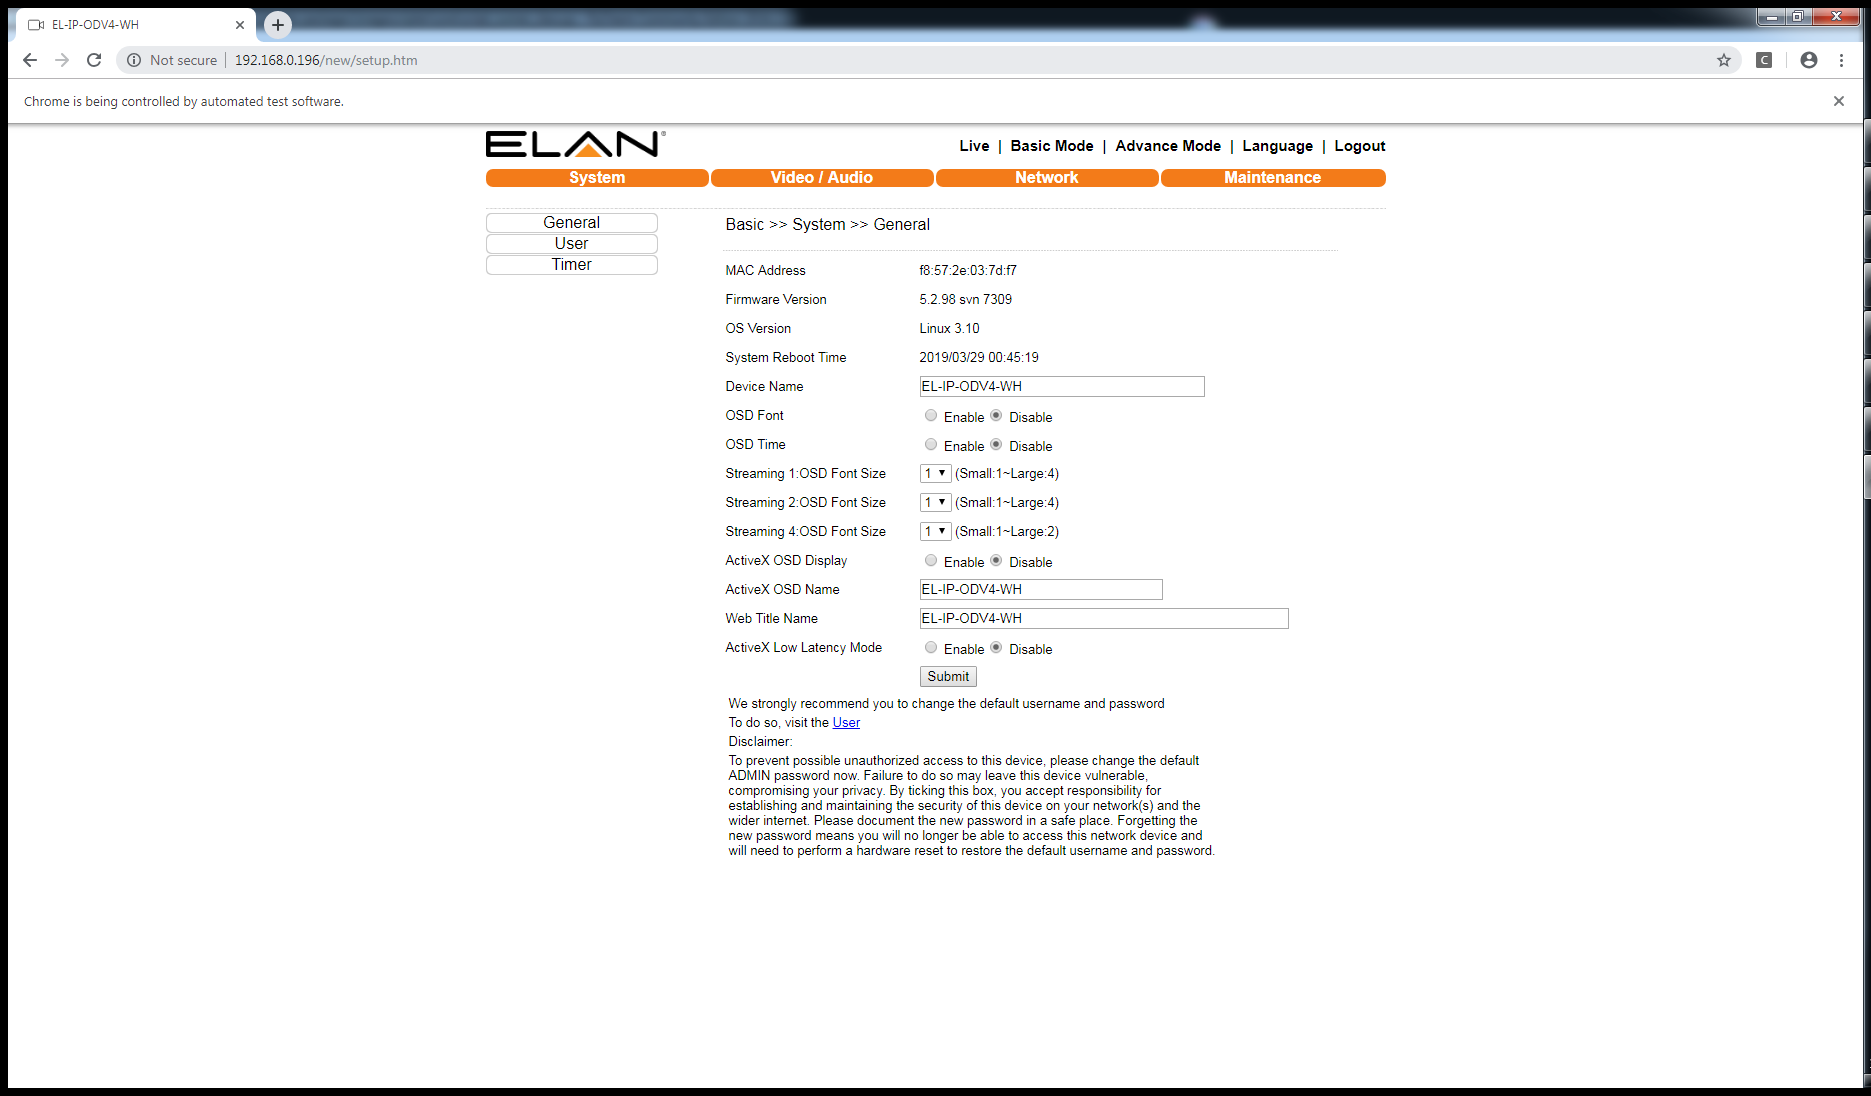 EL-IP-ODV4-WH
Not secure | 192.168.0.196/new/setup.htm
Chrome is being controlled by automated test software.
ELAN®
Live | Basic Mode | Advance Mode | Language | Logout
System Video / Audio Network Maintenance
General
User
Timer
Basic >> System >> General
MAC Address f8:57:2e:03:7d:f7
Firmware Version 5.2.98 svn 7309
OS Version Linux 3.10
System Reboot Time 2019/03/29 00:45:19
Device Name EL-IP-ODV4-WH
OSD Font Enable Disable
OSD Time Enable Disable
Streaming 1:OSD Font Size 1 (Small:1~Large:4)
Streaming 2:OSD Font Size 1 (Small:1~Large:4)
Streaming 4:OSD Font Size 1 (Small:1~Large:2)
ActiveX OSD Display Enable Disable
ActiveX OSD Name EL-IP-ODV4-WH
Web Title Name EL-IP-ODV4-WH
ActiveX Low Latency Mode Enable Disable
Submit
We strongly recommend you to change the default username and password
To do so, visit the User
Disclaimer:
To prevent possible unauthorized access to this device, please change the default
ADMIN password now. Failure to do so may leave this device vulnerable,
compromising your privacy. By ticking this box, you accept responsibility for
establishing and maintaining the security of this device on your network(s) and the
wider internet. Please document the new password in a safe place. Forgetting the
new password means you will no longer be able to access this network device and
will need to perform a hardware reset to restore the default username and password.